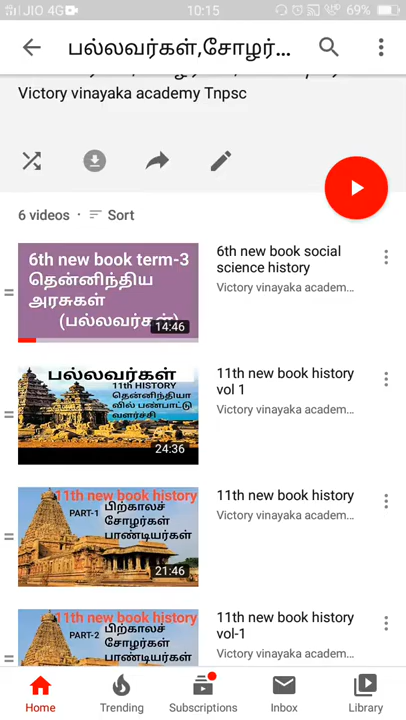 JIO 4G
10:15
69%
பல்லவர்கள்,சோழர்...
Victory vinayaka academy Tnpsc
6 videos · Sort
6th new book term-3
தென்னிந்திய
அரசுகள்
(பல்லவர்கள்)
14:46
6th new book social
science history
Victory vinayaka academ...
பல்லவர்கள்
11th HISTORY
தென்னிந்தியா
வில் பண்பாட்டு
வளர்ச்சி
24:36
11th new book history
vol 1
Victory vinayaka academ...
11th new book history
PART-1
பிற்காலச்
சோழர்கள்
பாண்டியர்கள்
21:46
11th new book history
Victory vinayaka academ...
11th new book history
PART-2
பிற்காலச்
சோழர்கள்
பாண்டியர்கள்
11th new book history
vol-1
Victory vinayaka academ...
Home
Trending
Subscriptions
Inbox
Library